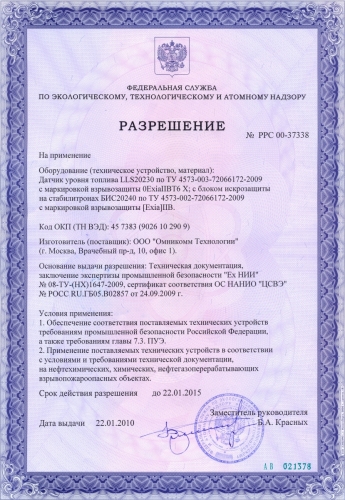 ФЕДЕРАЛЬНАЯ СЛУЖБА
ПО ЭКОЛОГИЧЕСКОМУ, ТЕХНОЛОГИЧЕСКОМУ И АТОМНОМУ НАДЗОРУ
РАЗРЕШЕНИЕ
№ РРС 00-37338
На применение
Оборудование (техническое устройство, материал):
Датчик уровня топлива LLS20230 по ТУ 4573-003-72066172-2009
с маркировкой взрывозащиты 0ExiaIIBT6 X; с блоком искрозащиты
на стабилитронах БИС20240 по ТУ 4573-002-72066172-2009
с маркировкой взрывозащиты [Exia]IIB.
Код ОКП (ТН ВЭД): 45 7383 (9026 10 290 9)
Изготовитель (поставщик): ООО "Омникомм Технологии"
(г. Москва, Врачебный пр-д, 10, офис 1).
Основание выдачи разрешения: Техническая документация,
заключение экспертизы промышленной безопасности "Ех НИИ"
№ 08-ТУ-(НХ)1647-2009, сертификат соответствия ОС НАНИО "ЦСВЭ"
№ РОСС RU.ГБ05.В02857 от 24.09.2009 г.
Условия применения:
1. Обеспечение соответствия поставляемых технических устройств
требованиям промышленной безопасности Российской Федерации,
а также требованиям главы 7.3. ПУЭ.
2. Применение поставляемых технических устройств в соответствии
с условиями и требованиями технической документации,
на нефтехимических, химических, нефтегазоперерабатывающих
взрывопожароопасных объектах.
Срок действия разрешения до 22.01.2015
Заместитель руководителя
Дата выдачи 22.01.2010
Б.А. Красных
АВ 021378